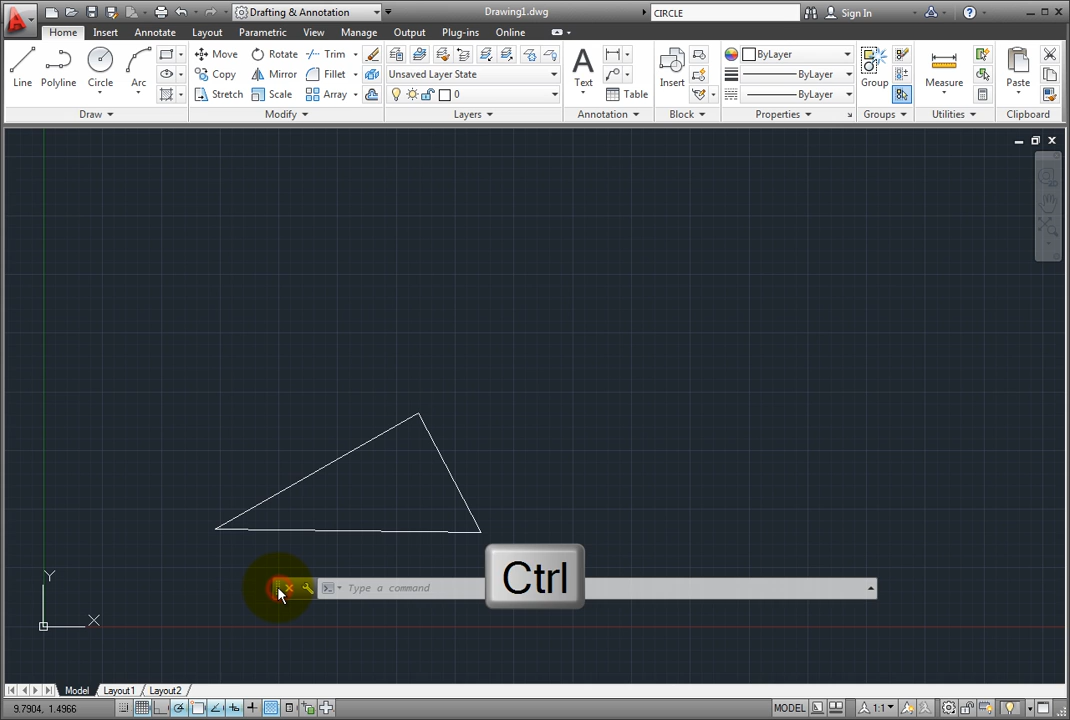 Drafting & Annotation
Drawing1.dwg
CIRCLE
Sign In
Home Insert Annotate Layout Parametric View Manage Output Plug-ins Online
Line Polyline Circle Arc
Move Rotate Trim
Copy Mirror Fillet
Stretch Scale Array
Unsaved Layer State
0
Text
Table
Insert
ByLayer
ByLayer
ByLayer
Group
Measure
Paste
Draw Modify Layers Annotation Block Properties Groups Utilities Clipboard
Ctrl
Type a command
Y
X
Model Layout1 Layout2
9.7904, 1.4966
MODEL
1:1